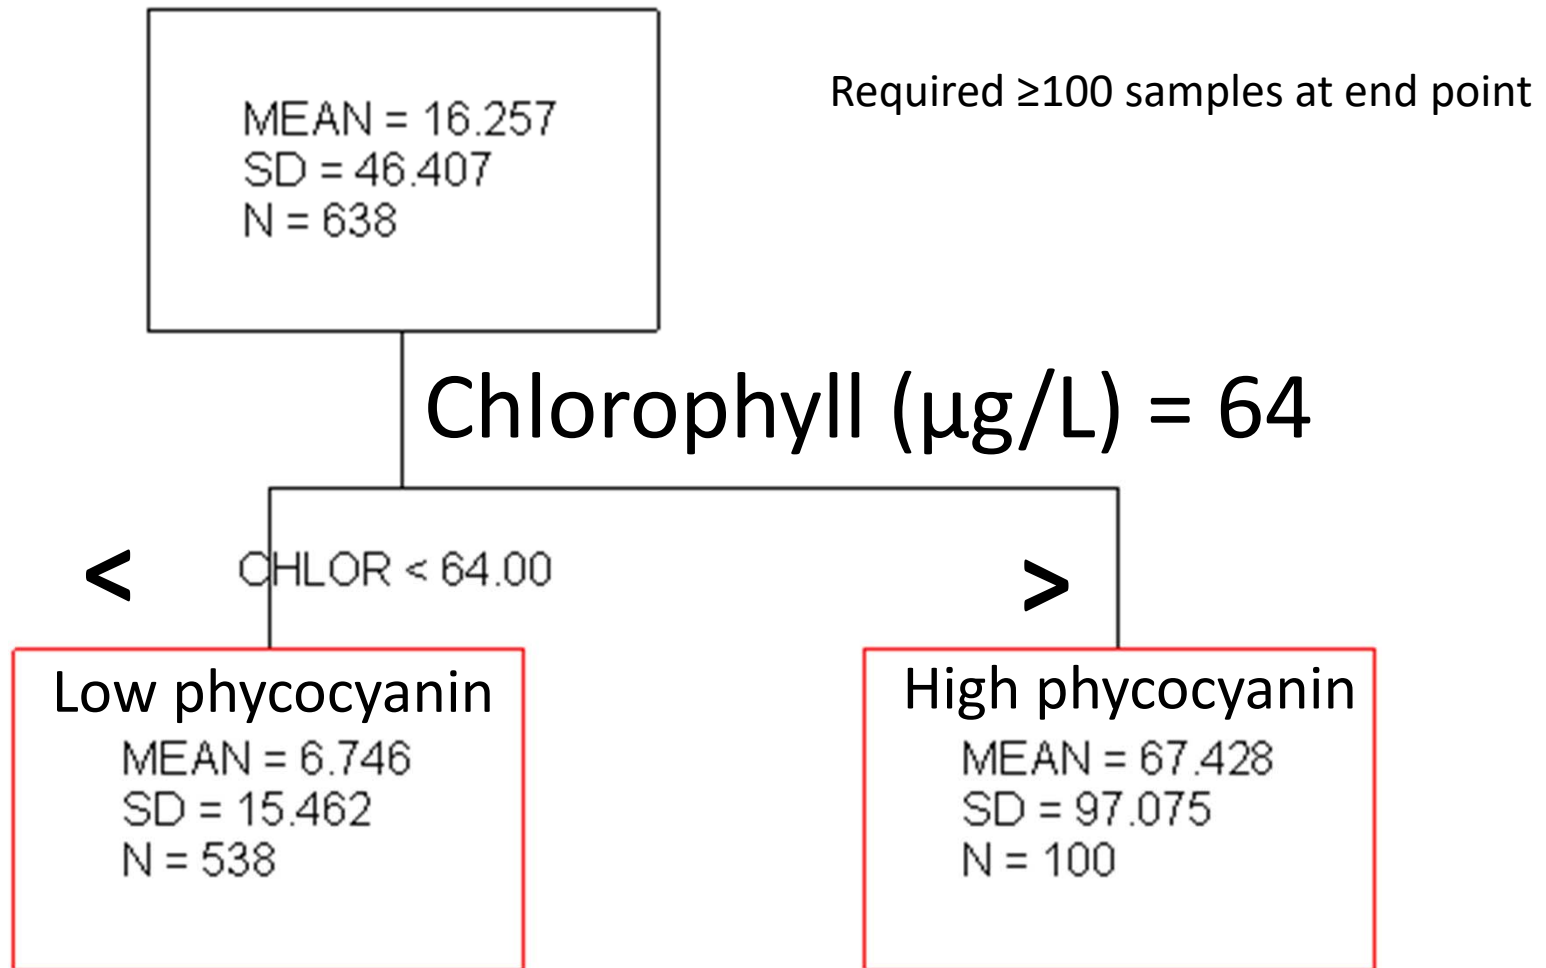 MEAN = 16.257
SD = 46.407
N = 638
Required ≥100 samples at end point
Chlorophyll (µg/L) = 64
<
CHLOR < 64.00
>
Low phycocyanin
MEAN = 6.746
SD = 15.462
N = 538
High phycocyanin
MEAN = 67.428
SD = 97.075
N = 100